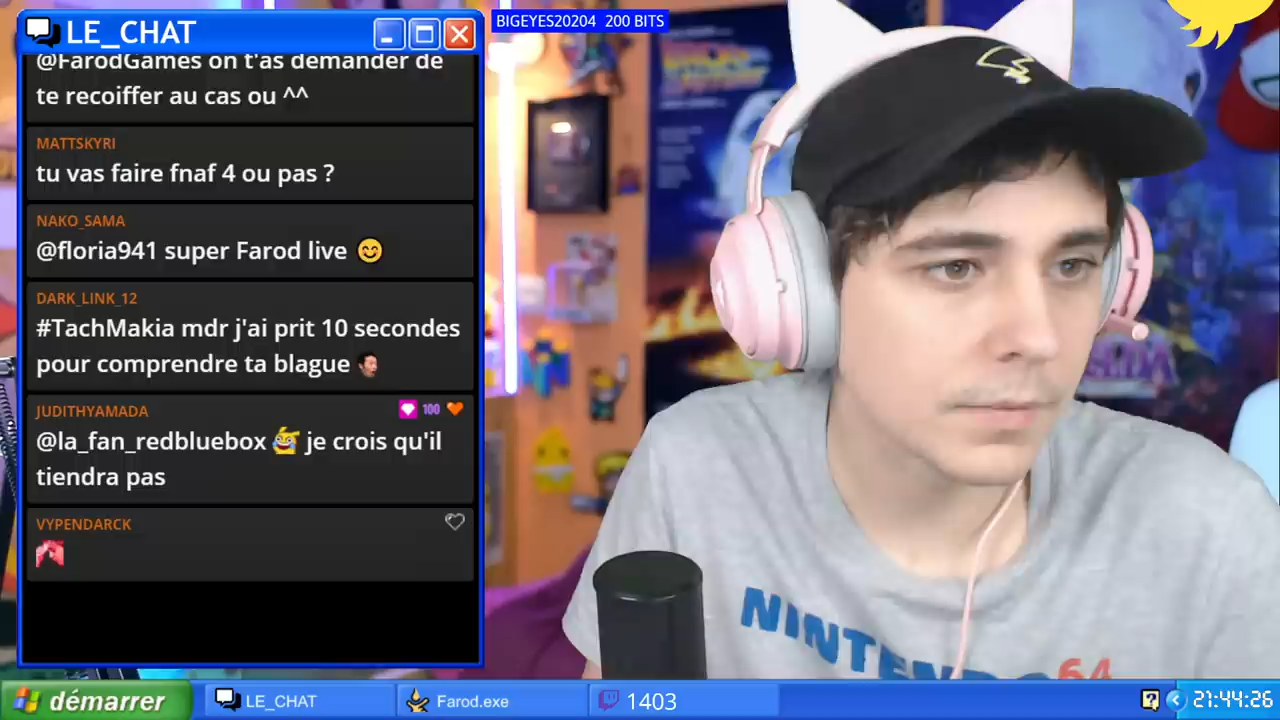 LE_CHAT
BIGEYES20204 200 BITS
@FarodGames on t'as demander de
te recoiffer au cas ou ^^
MATTSKYRI
tu vas faire fnaf 4 ou pas ?
NAKO_SAMA
@floria941 super Farod live 😊
DARK_LINK_12
#TachMakia mdr j'ai prit 10 secondes
pour comprendre ta blague
JUDITHYAMADA 100
@la_fan_redbluebox je crois qu'il
tiendra pas
VYPENDARCK
NINTENDO 64
démarrer
LE_CHAT
Farod.exe
1403
21:44:26